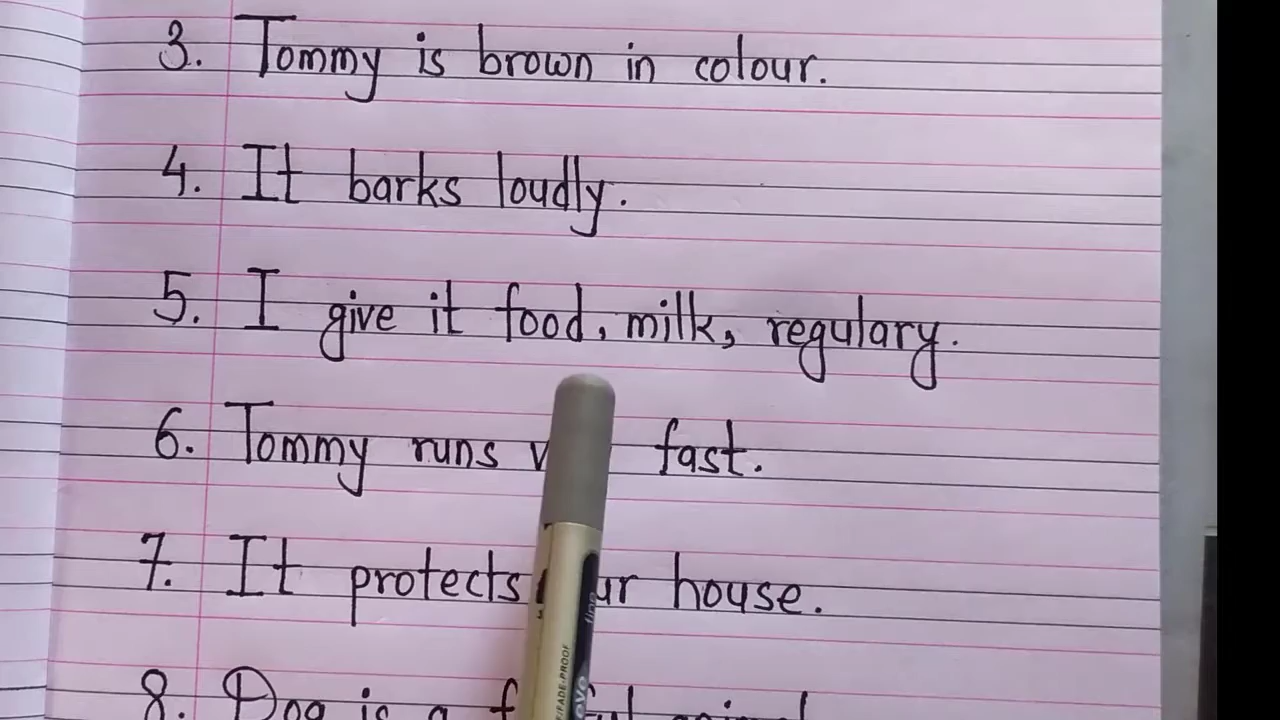 3. Tommy is brown in colour.
4. It barks loudly.
5. I give it food, milk, regulary.
6. Tommy runs fast.
7. It protects house.
8. Dog is a animal